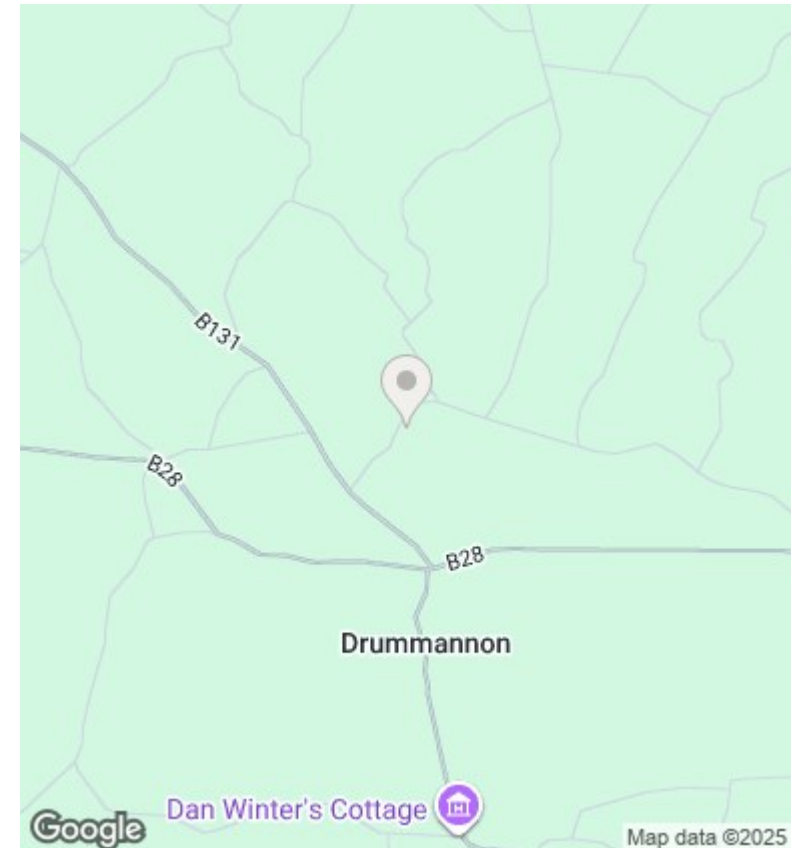 B131
B28
B28
Drummannon
Dan Winter's Cottage
Google
Map data ©2025